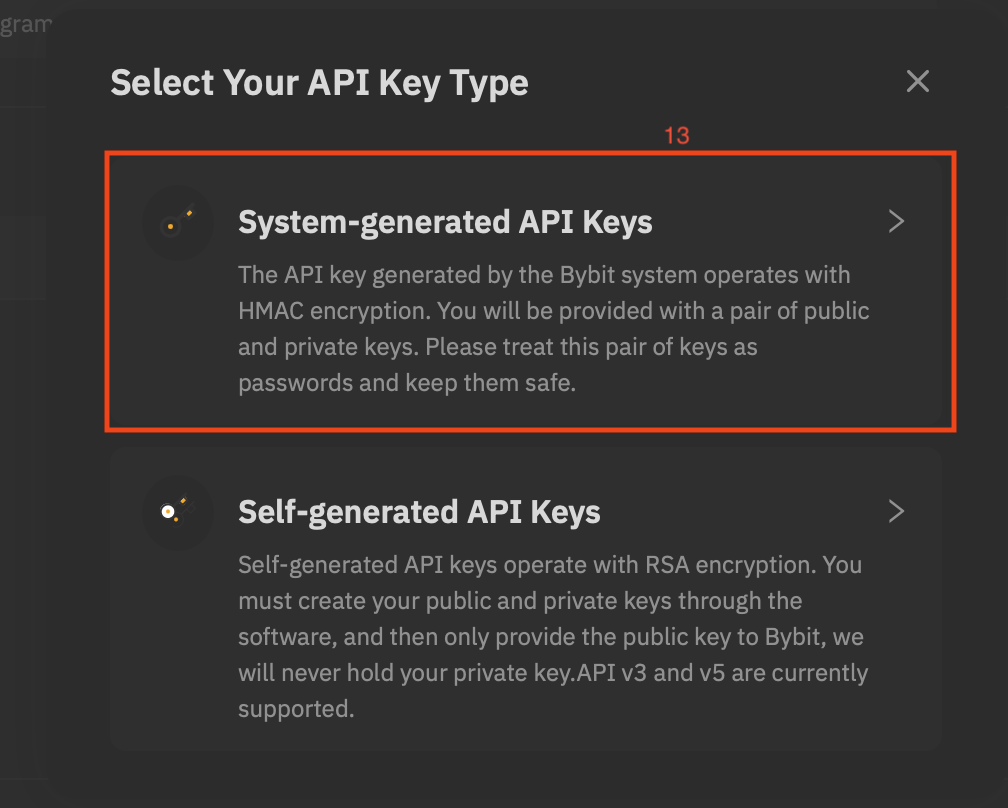 gram
Select Your API Key Type
13
System-generated API Keys
The API key generated by the Bybit system operates with
HMAC encryption. You will be provided with a pair of public
and private keys. Please treat this pair of keys as
passwords and keep them safe.
Self-generated API Keys
Self-generated API keys operate with RSA encryption. You
must create your public and private keys through the
software, and then only provide the public key to Bybit, we
will never hold your private key.API v3 and v5 are currently
supported.